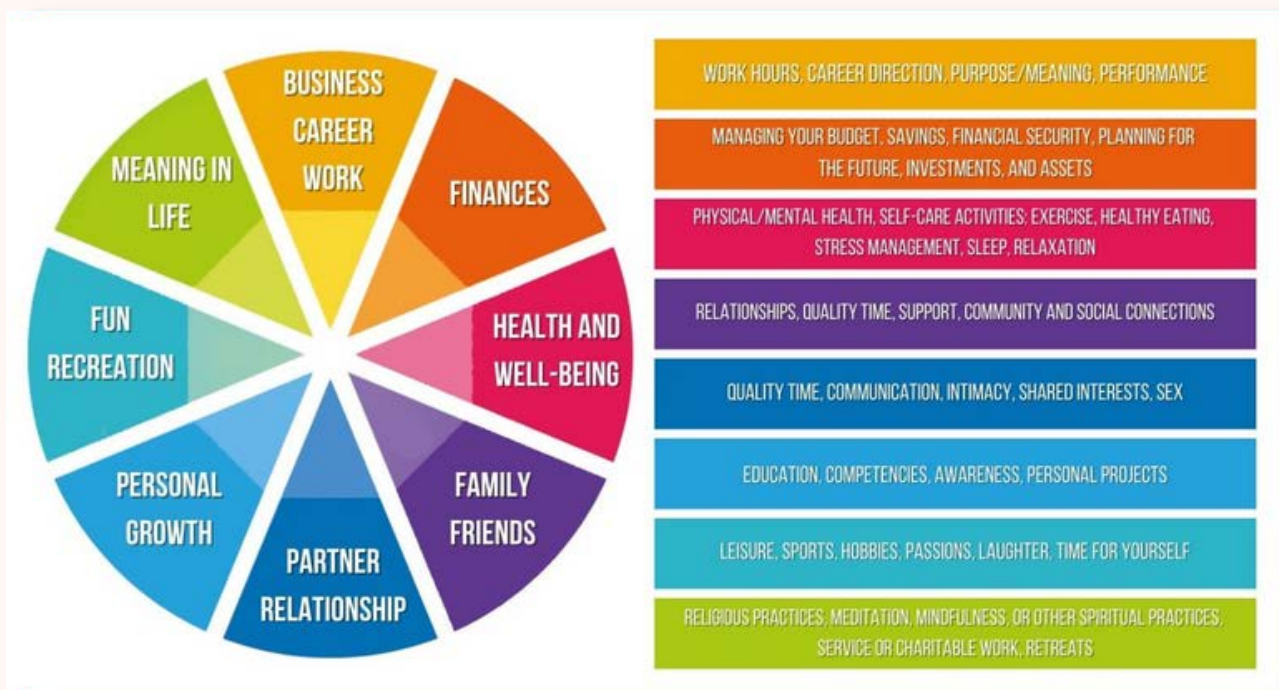 BUSINESS
CAREER
WORK
FINANCES
HEALTH AND
WELL-BEING
FAMILY
FRIENDS
PARTNER
RELATIONSHIP
PERSONAL
GROWTH
FUN
RECREATION
MEANING IN
LIFE
WORK HOURS, CAREER DIRECTION, PURPOSE/MEANING, PERFORMANCE
MANAGING YOUR BUDGET, SAVINGS, FINANCIAL SECURITY, PLANNING FOR
THE FUTURE, INVESTMENTS, AND ASSETS
PHYSICAL/MENTAL HEALTH, SELF-CARE ACTIVITIES; EXERCISE, HEALTHY EATING,
STRESS MANAGEMENT, SLEEP, RELAXATION
RELATIONSHIPS, QUALITY TIME, SUPPORT, COMMUNITY AND SOCIAL CONNECTIONS
QUALITY TIME, COMMUNICATION, INTIMACY, SHARED INTERESTS, SEX
EDUCATION, COMPETENCIES, AWARENESS, PERSONAL PROJECTS
LEISURE, SPORTS, HOBBIES, PASSIONS, LAUGHTER, TIME FOR YOURSELF
RELIGIOUS PRACTICES, MEDITATION, MINDFULNESS, OR OTHER SPIRITUAL PRACTICES,
SERVICE OR CHARITABLE WORK, RETREATS